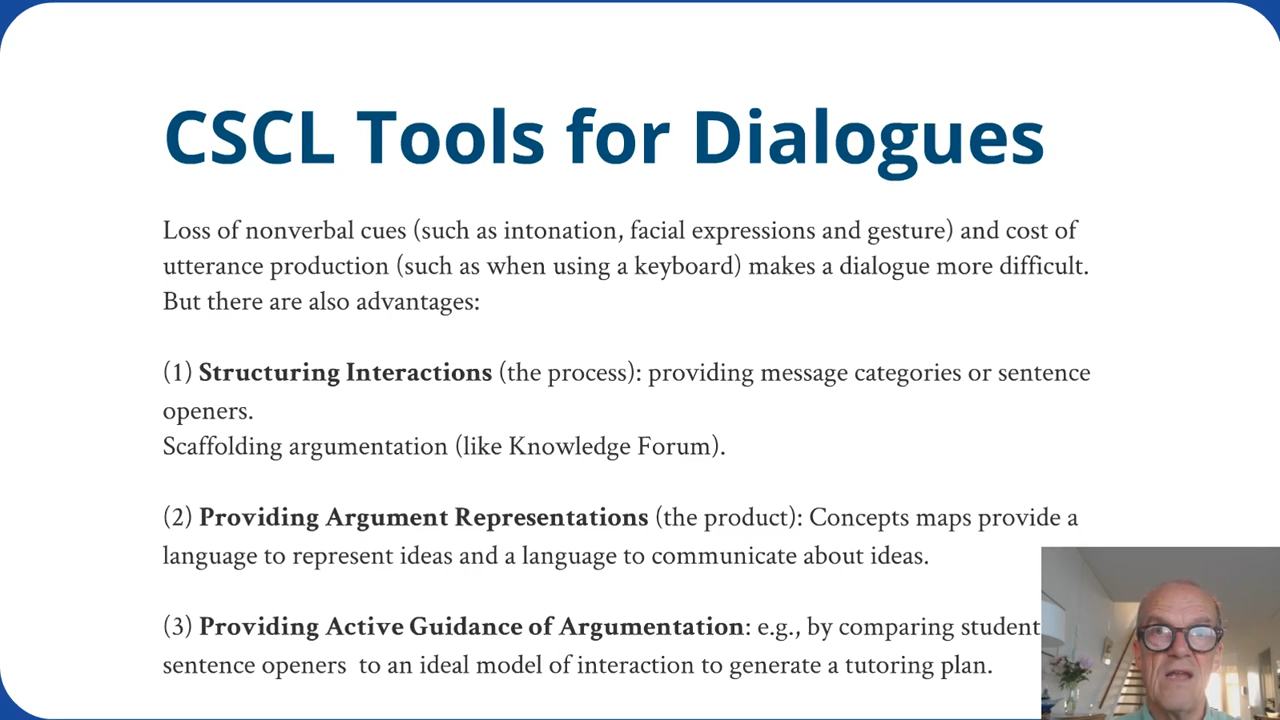 CSCL Tools for Dialogues
Loss of nonverbal cues (such as intonation, facial expressions and gesture) and cost of
utterance production (such as when using a keyboard) makes a dialogue more difficult.
But there are also advantages:
(1) Structuring Interactions (the process): providing message categories or sentence
openers.
Scaffolding argumentation (like Knowledge Forum).
(2) Providing Argument Representations (the product): Concepts maps provide a
language to represent ideas and a language to communicate about ideas.
(3) Providing Active Guidance of Argumentation: e.g., by comparing student
sentence openers to an ideal model of interaction to generate a tutoring plan.